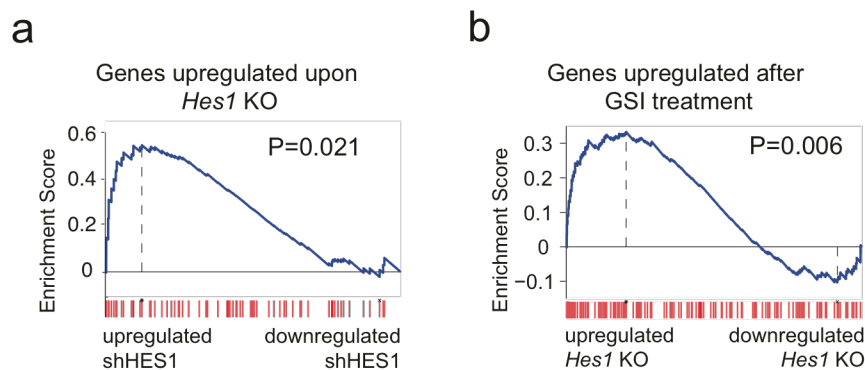 a
Genes upregulated upon
Hes1 KO
P=0.021
Enrichment Score
0.6
0.4
0.2
0
upregulated
shHES1
downregulated
shHES1
b
Genes upregulated after
GSI treatment
P=0.006
Enrichment Score
0.3
0.2
0.1
0
−0.1
upregulated
Hes1 KO
downregulated
Hes1 KO